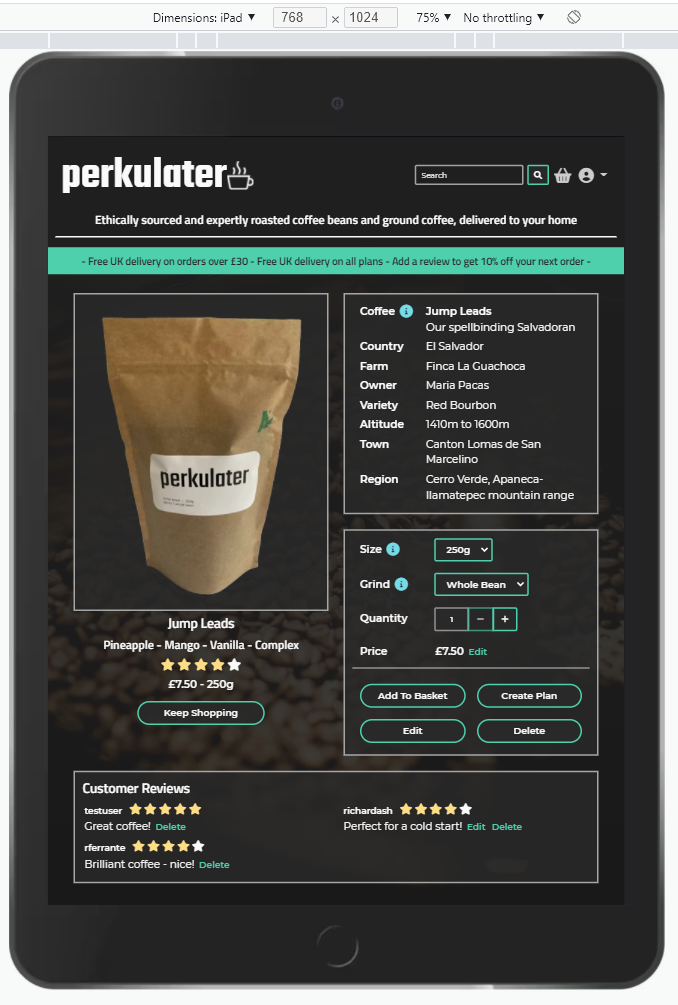 Dimensions: iPad ▼ 768 × 1024 75% ▼ No throttling ▼
perkulater
Search
Ethically sourced and expertly roasted coffee beans and ground coffee, delivered to your home
- Free UK delivery on orders over £30 - Free UK delivery on all plans - Add a review to get 10% off your next order -
perkulater
Jump Leads
Pineapple - Mango - Vanilla - Complex
£7.50 - 250g
Keep Shopping
Coffee Jump Leads
Our spellbinding Salvadoran
Country El Salvador
Farm Finca La Guachoca
Owner Maria Pacas
Variety Red Bourbon
Altitude 1410m to 1600m
Town Canton Lomas de San
Marcelino
Region Cerro Verde, Apaneca-
Ilamatepec mountain range
Size 250g
Grind Whole Bean
Quantity 1 − +
Price £7.50 Edit
Add To Basket Create Plan
Edit Delete
Customer Reviews
testuser
Great coffee! Delete
rferrante
Brilliant coffee - nice! Delete
richardash
Perfect for a cold start! Edit Delete